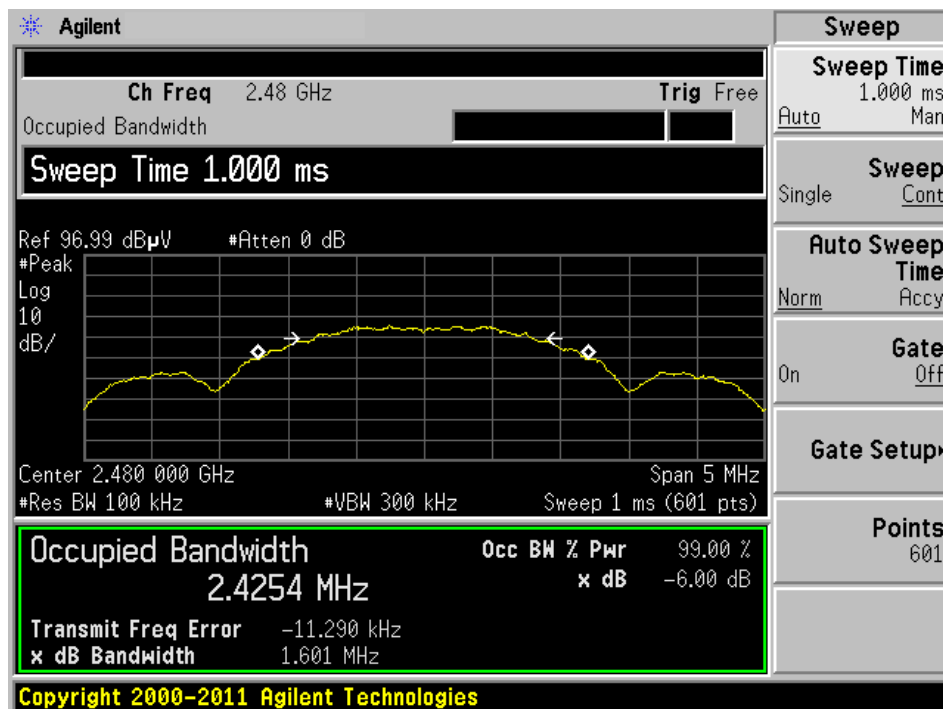 Agilent
Sweep
Ch Freq 2.48 GHz Trig Free
Occupied Bandwidth
Sweep Time 1.000 ms
Ref 96.99 dBµV #Atten 0 dB
#Peak
Log
10
dB/
Center 2.480 000 GHz Span 5 MHz
#Res BW 100 kHz #VBW 300 kHz Sweep 1 ms (601 pts)
Occupied Bandwidth Occ BW % Pwr 99.00 %
2.4254 MHz x dB -6.00 dB
Transmit Freq Error -11.290 kHz
x dB Bandwidth 1.601 MHz
Copyright 2000-2011 Agilent Technologies
Sweep Time
1.000 ms
Auto Man
Sweep
Single Cont
Auto Sweep
Time
Norm Accy
Gate
On Off
Gate Setup
Points
601